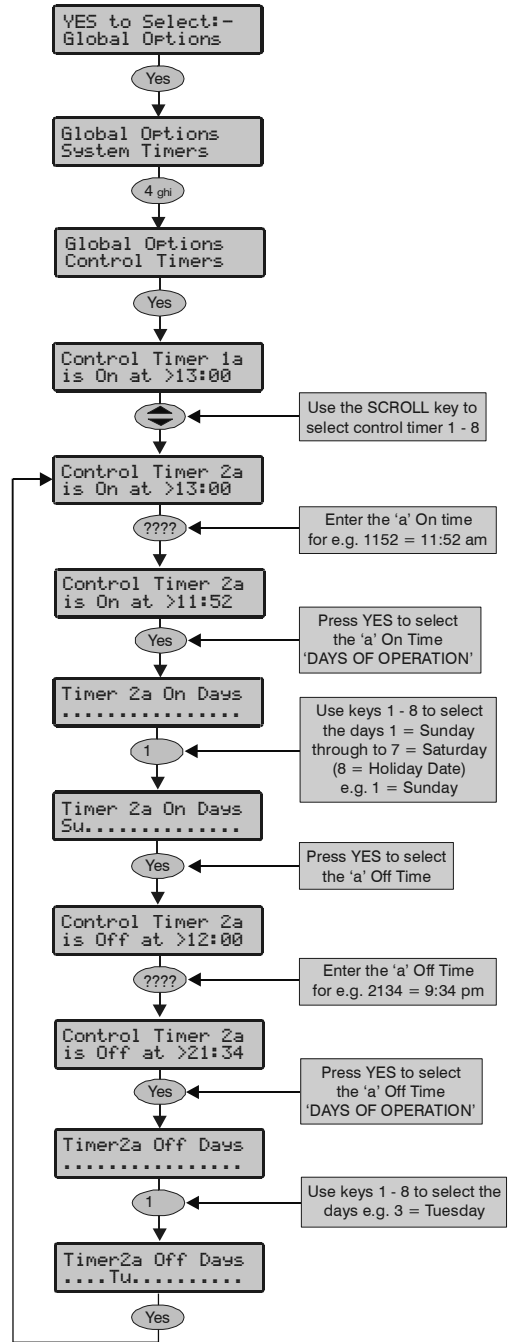 YES to Select:-
Global Options
Yes
Global Options
System Timers
4 ghi
Global Options
Control Timers
Yes
Control Timer 1a
is On at >13:00
Use the SCROLL key to
select control timer 1 - 8
Control Timer 2a
is On at >13:00
????
Enter the ‘a’ On time
for e.g. 1152 = 11:52 am
Control Timer 2a
is On at >11:52
Yes
Press YES to select
the ‘a’ On Time
‘DAYS OF OPERATION’
Timer 2a On Days
................
1
Use keys 1 - 8 to select
the days 1 = Sunday
through to 7 = Saturday
(8 = Holiday Date)
e.g. 1 = Sunday
Timer 2a On Days
Su..............
Yes
Press YES to select
the ‘a’ Off Time
Control Timer 2a
is Off at >12:00
????
Enter the ‘a’ Off Time
for e.g. 2134 = 9:34 pm
Control Timer 2a
is Off at >21:34
Yes
Press YES to select
the ‘a’ Off Time
‘DAYS OF OPERATION’
Timer2a Off Days
................
1
Use keys 1 - 8 to select the
days e.g. 3 = Tuesday
Timer2a Off Days
....Tu..........
Yes